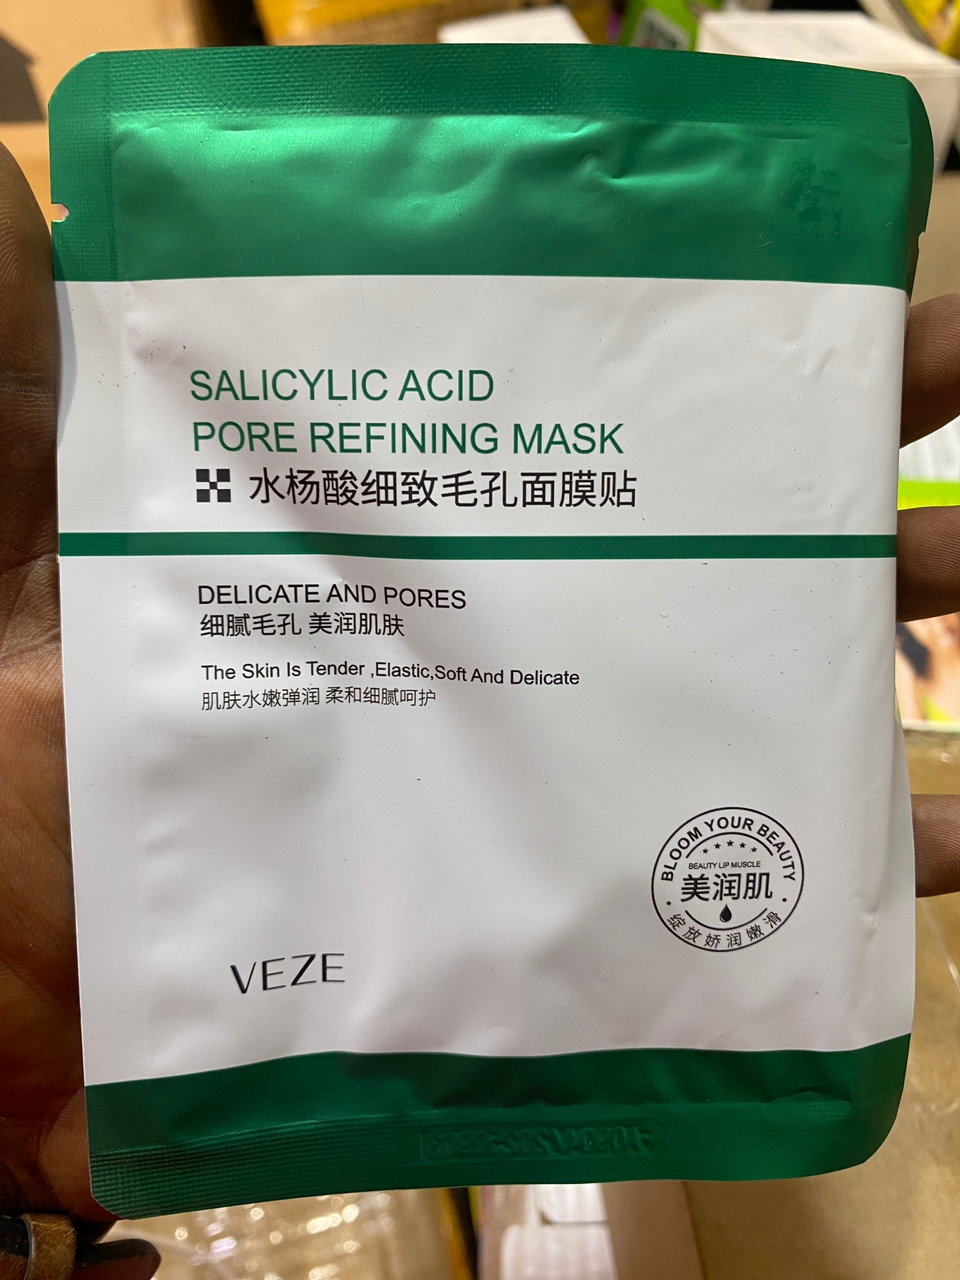 SALICYLIC ACID
PORE REFINING MASK
水杨酸细致毛孔面膜贴
DELICATE AND PORES
细腻毛孔 美润肌肤
The Skin Is Tender ,Elastic,Soft And Delicate
肌肤水嫩弹润 柔和细腻呵护
BLOOM YOUR BEAUTY
BEAUTY LIP MUSCLE
美润肌
绽放娇润嫩滑
VEZE